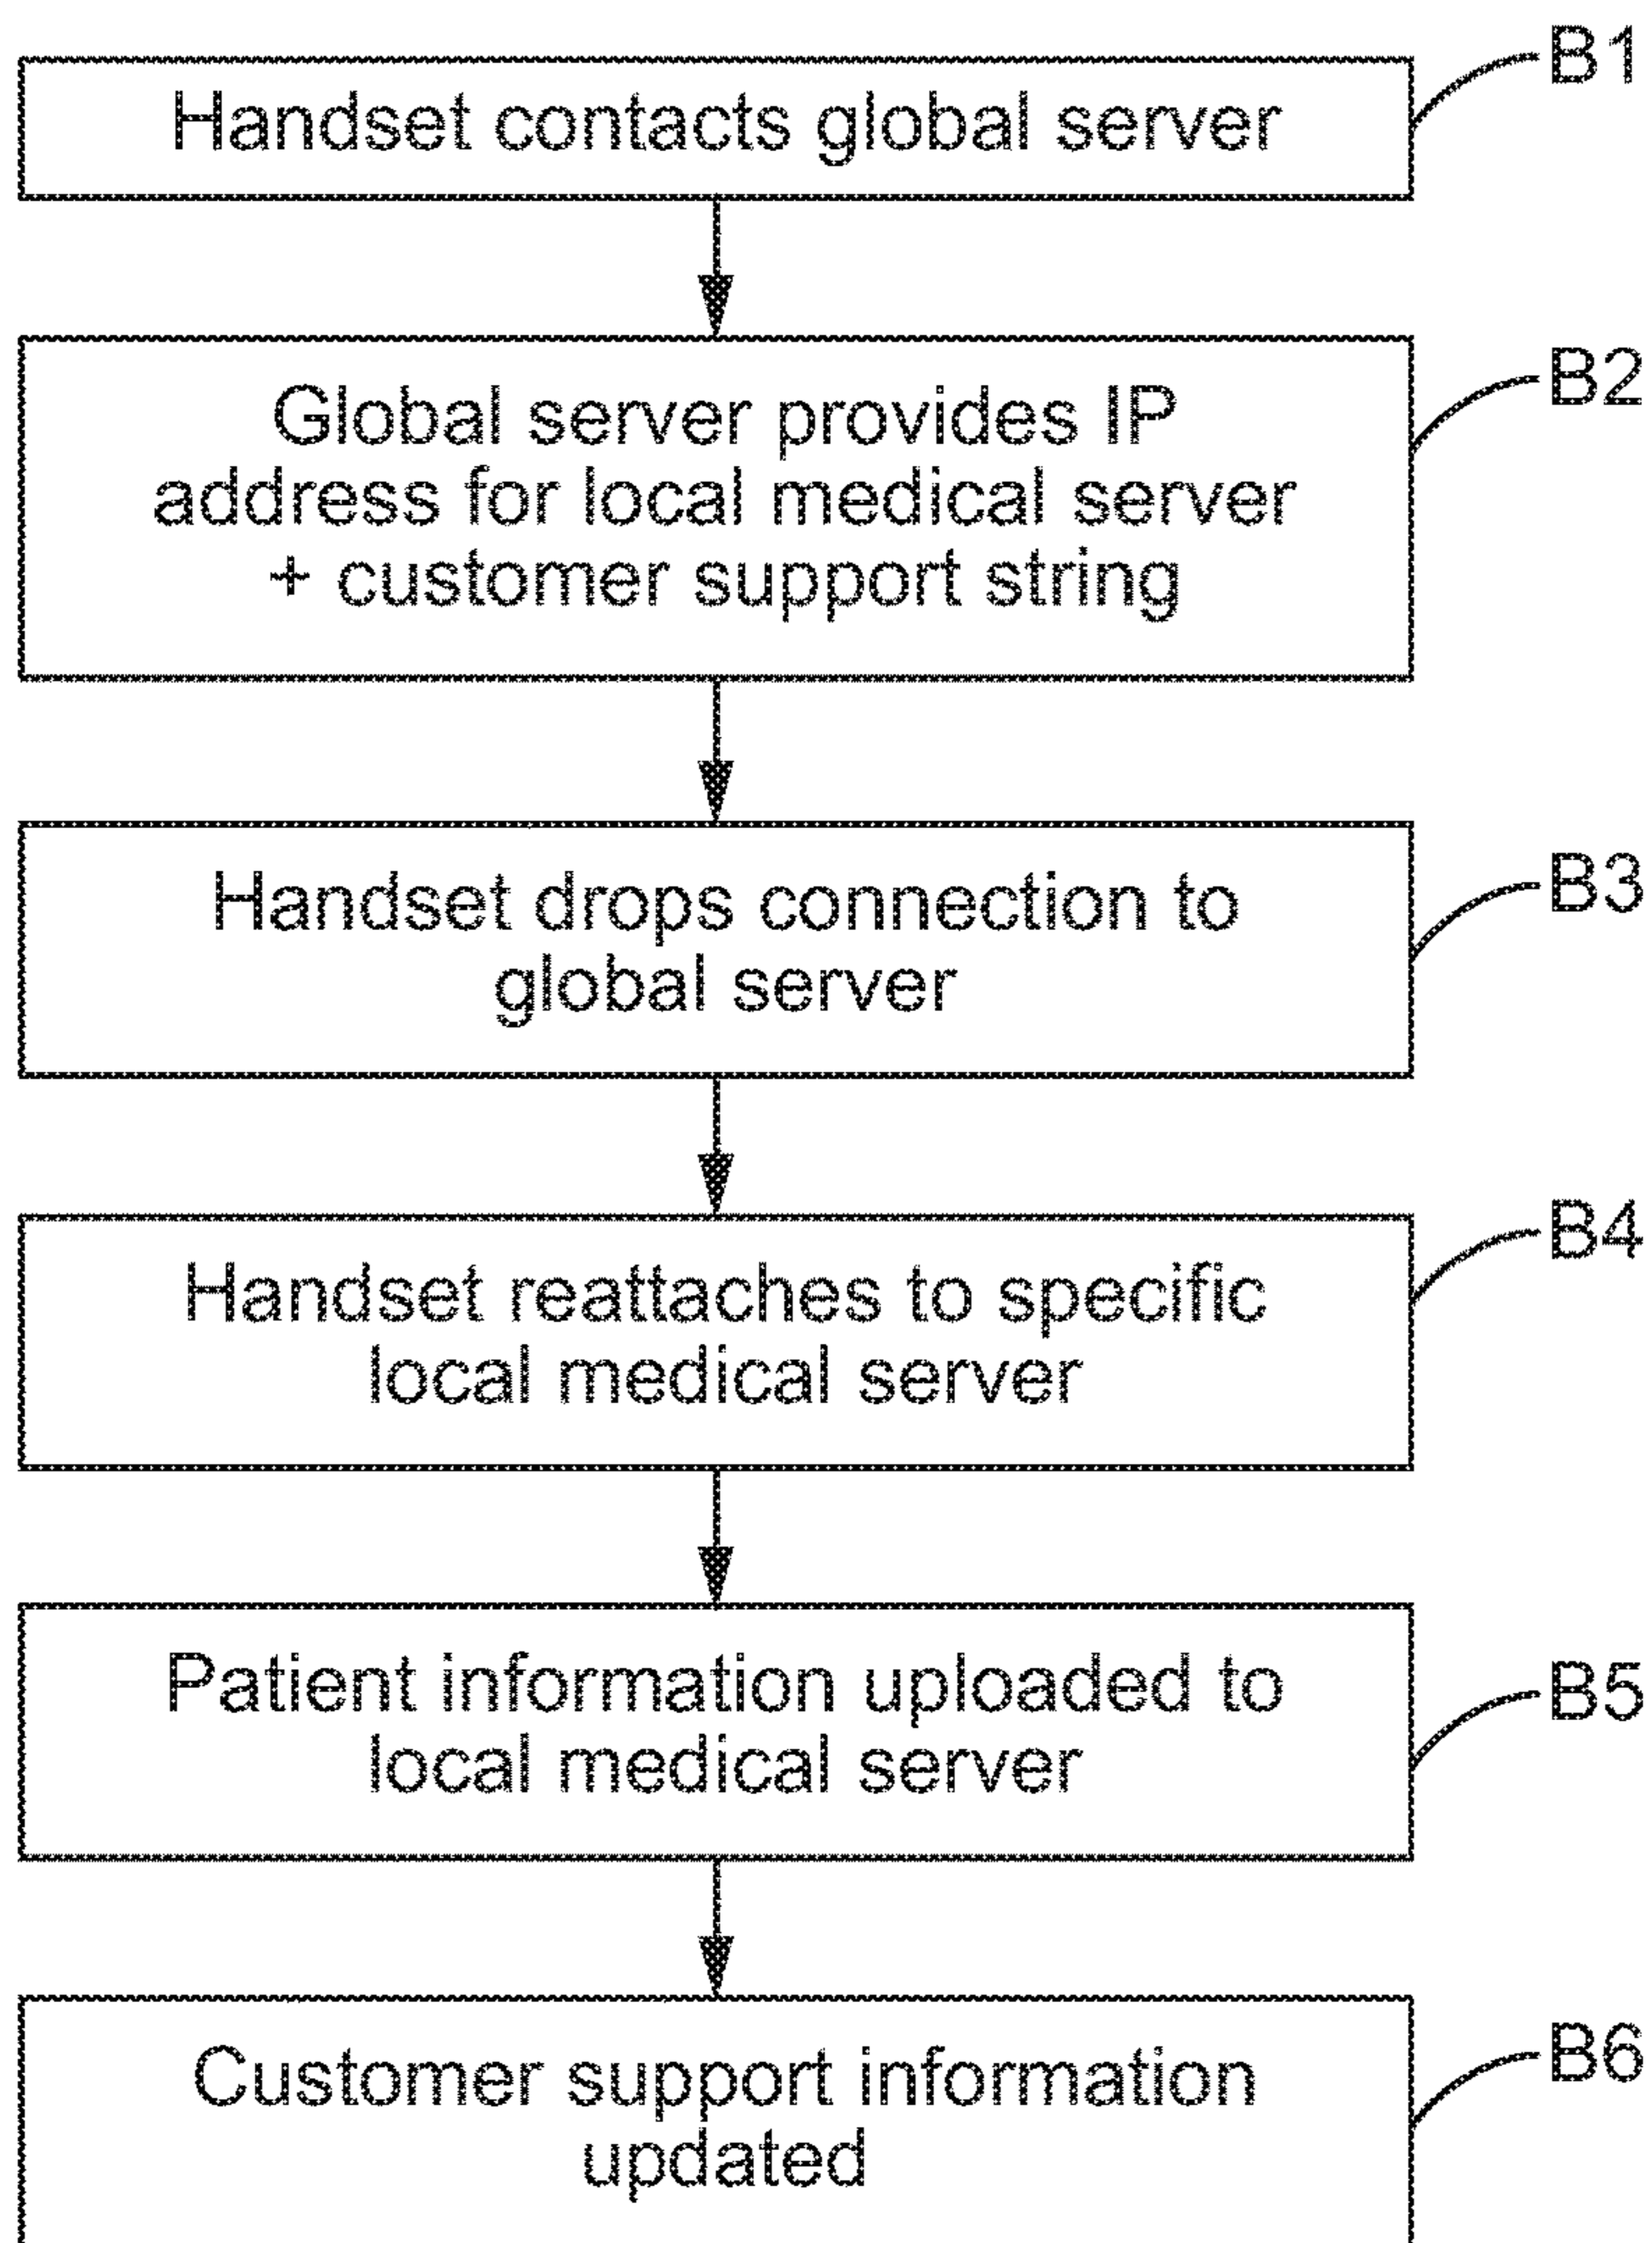 Handset contacts global server
B1
Global server provides IP
address for local medical server
+ customer support string
B2
Handset drops connection to
global server
B3
Handset reattaches to specific
local medical server
B4
Patient information uploaded to
local medical server
B5
Customer support information
updated
B6